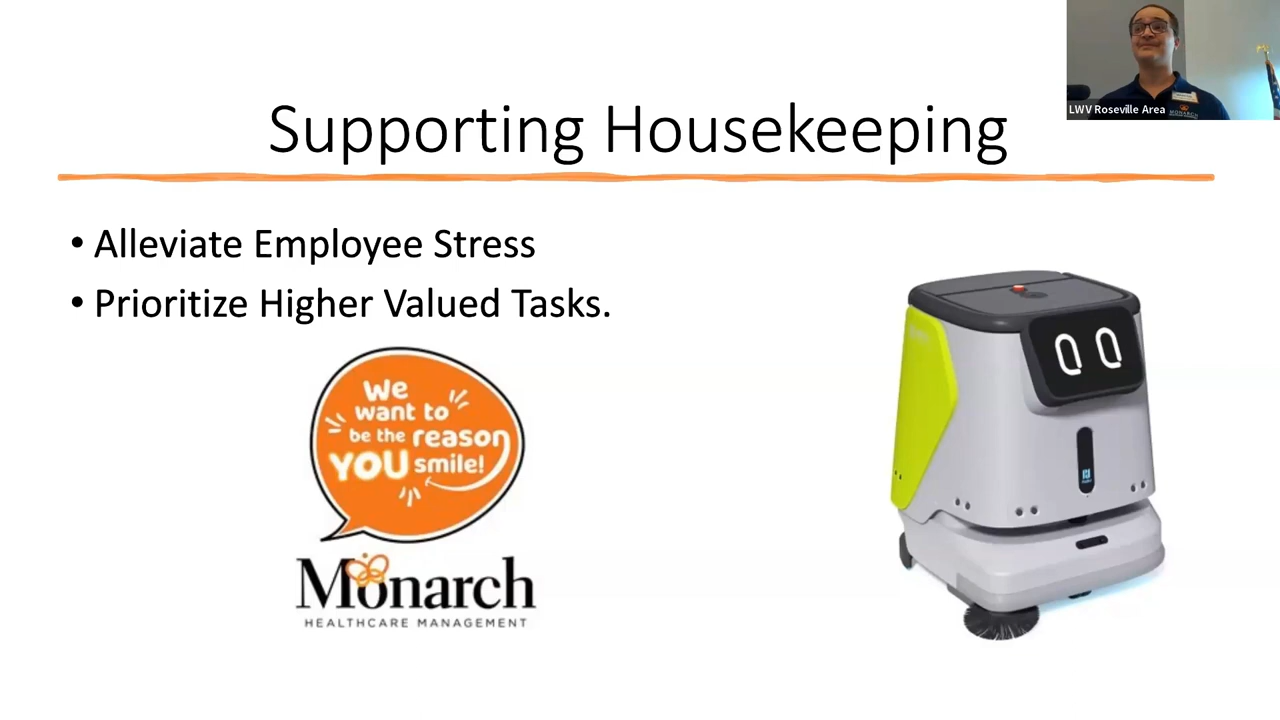 LWV Roseville Area
MONARCH
Supporting Housekeeping
• Alleviate Employee Stress
• Prioritize Higher Valued Tasks.
We
want to
be the reason
YOU smile!
Monarch
HEALTHCARE MANAGEMENT